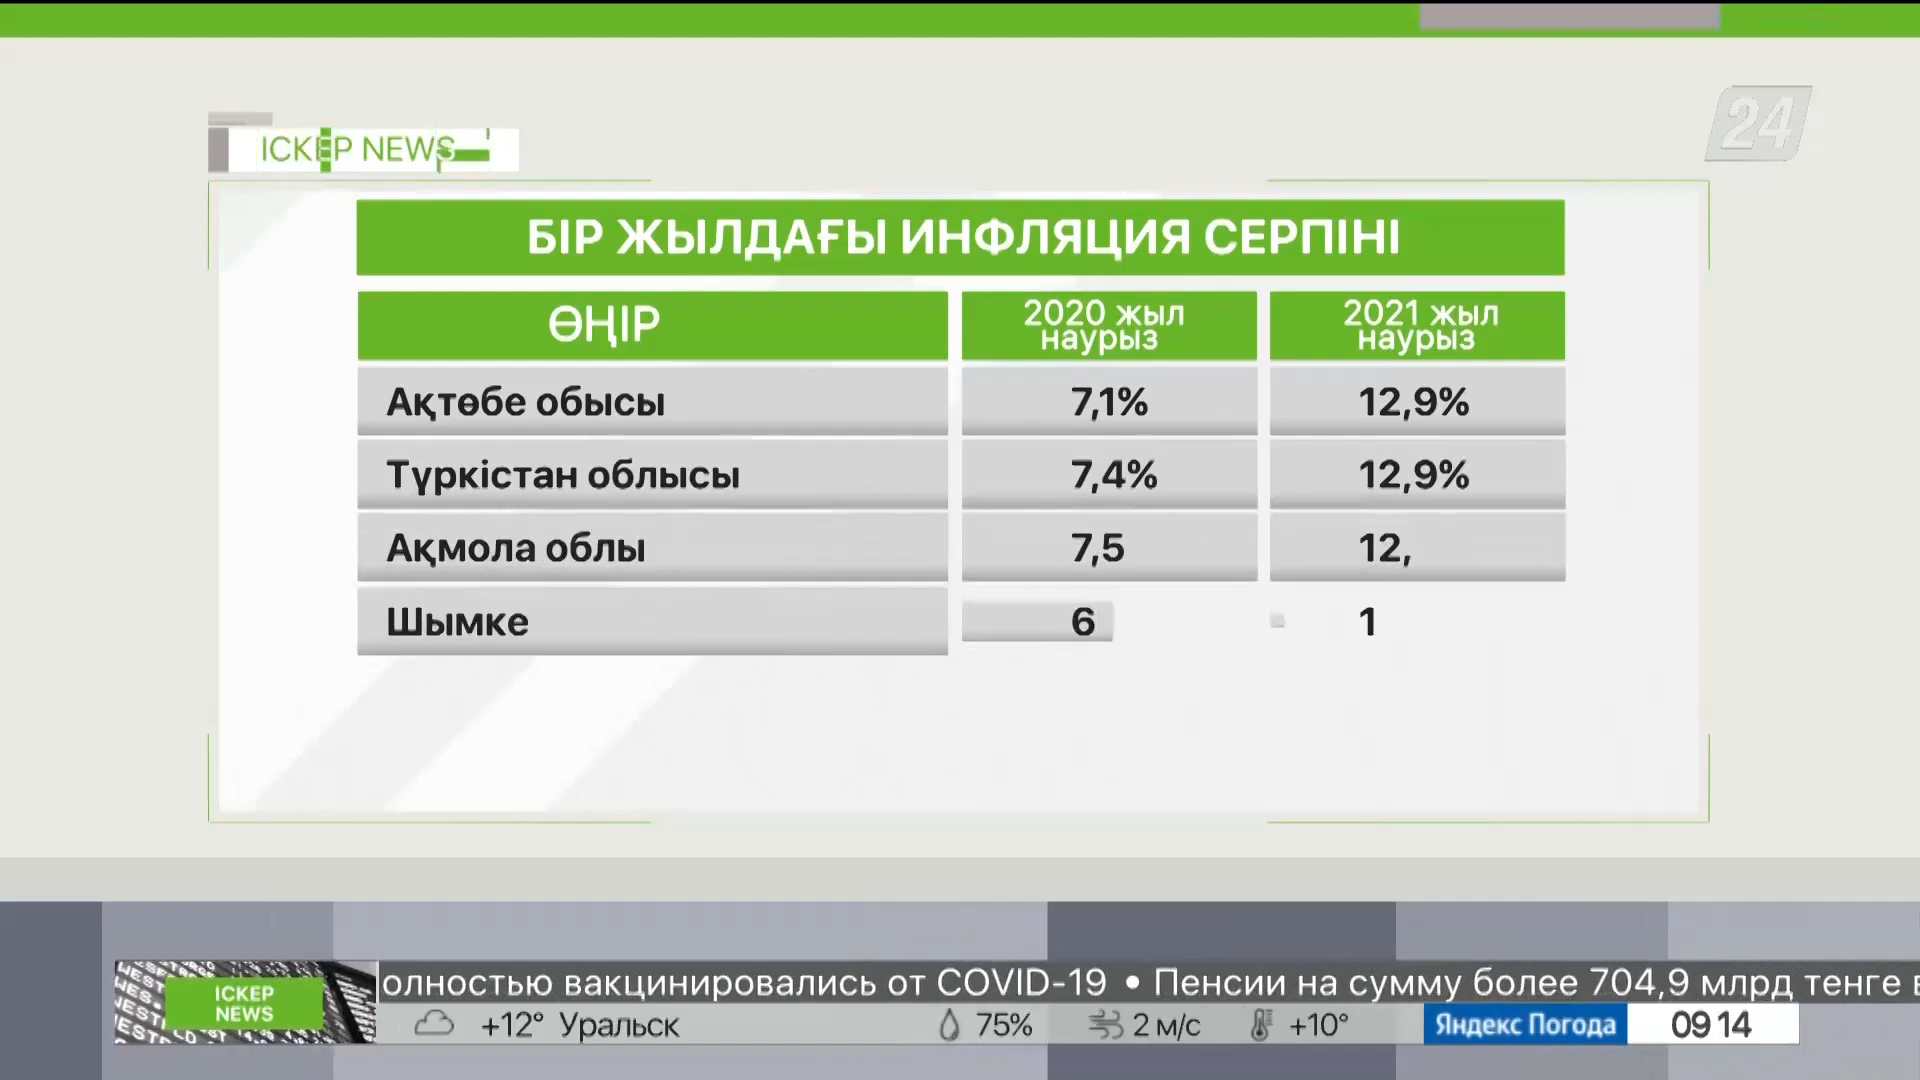 24
ІСКЕР NEWS
БІР ЖЫЛДАҒЫ ИНФЛЯЦИЯ СЕРПІНІ
ӨҢІР
2020 жыл
наурыз
2021 жыл
наурыз
Ақтөбе обысы 7,1% 12,9%
Түркістан облысы 7,4% 12,9%
Ақмола облы 7,5 12,
Шымке 6 1
ІСКЕР
NEWS
олностью вакцинировались от COVID-19 • Пенсии на сумму более 704,9 млрд тенге в
+12° Уральск 75% 2 м/с +10° Яндекс Погода 09 14